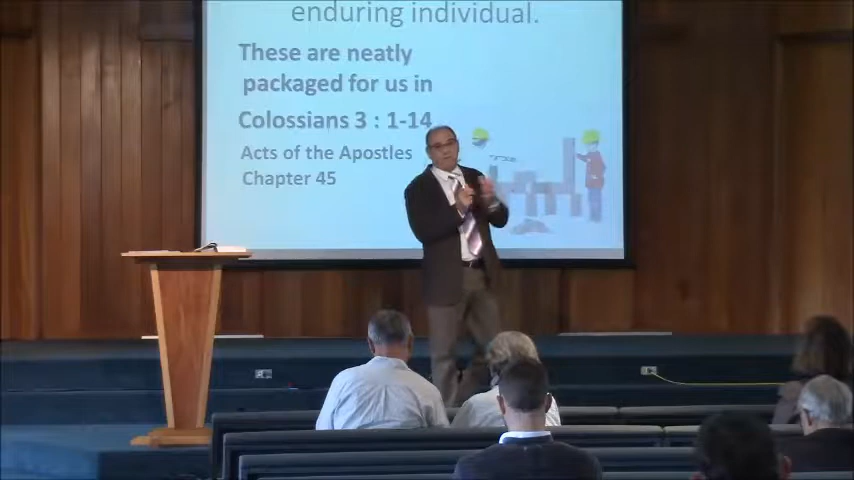 enduring individual.
These are neatly
packaged for us in
Colossians 3 : 1-14
Acts of the Apostles,
Chapter 45